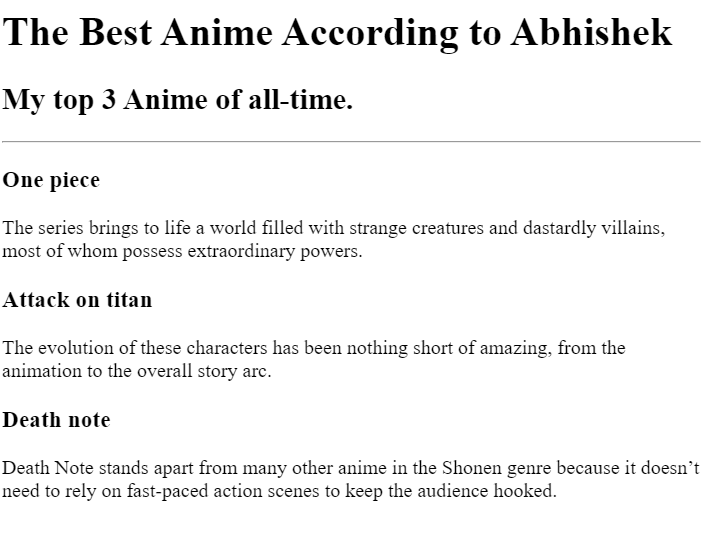 The Best Anime According to Abhishek
My top 3 Anime of all-time.
One piece
The series brings to life a world filled with strange creatures and dastardly villains,
most of whom possess extraordinary powers.
Attack on titan
The evolution of these characters has been nothing short of amazing, from the
animation to the overall story arc.
Death note
Death Note stands apart from many other anime in the Shonen genre because it doesn’t
need to rely on fast-paced action scenes to keep the audience hooked.